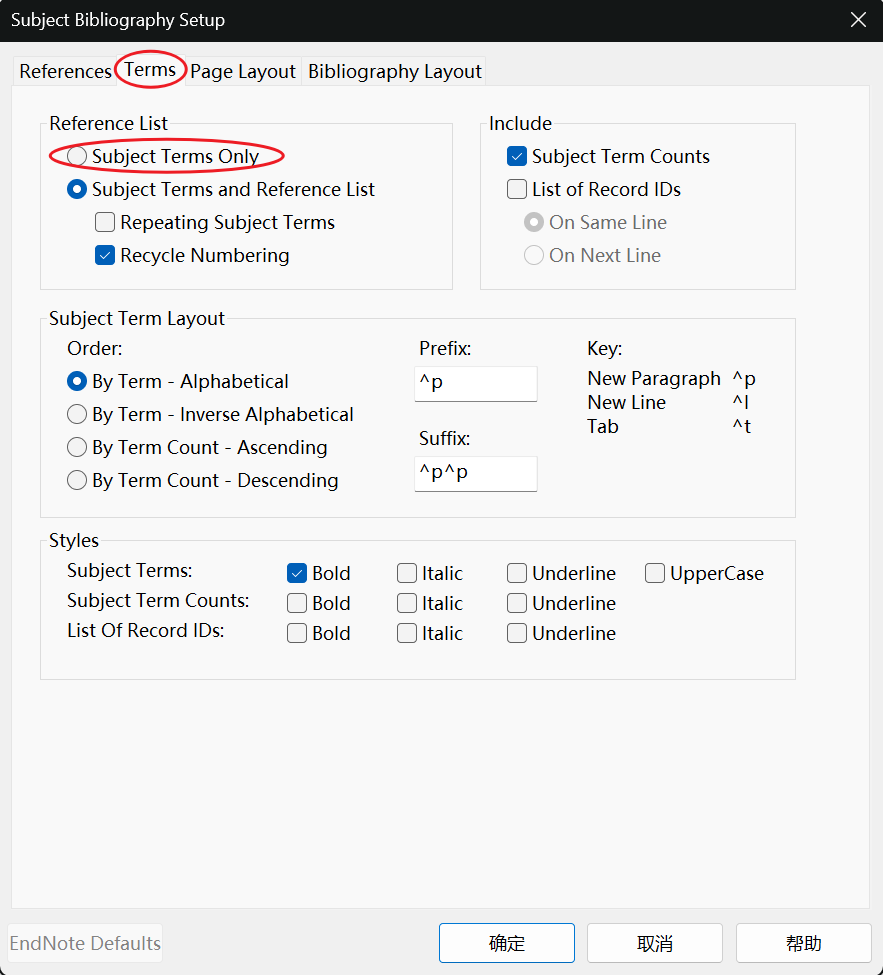 Subject Bibliography Setup
References Terms Page Layout Bibliography Layout
Reference List
Subject Terms Only
Subject Terms and Reference List
Repeating Subject Terms
Recycle Numbering
Include
Subject Term Counts
List of Record IDs
On Same Line
On Next Line
Subject Term Layout
Order:
By Term - Alphabetical
By Term - Inverse Alphabetical
By Term Count - Ascending
By Term Count - Descending
Prefix:
^p
Suffix:
^p^p
Key:
New Paragraph ^p
New Line ^l
Tab ^t
Styles
Subject Terms: Bold Italic Underline UpperCase
Subject Term Counts: Bold Italic Underline
List Of Record IDs: Bold Italic Underline
EndNote Defaults 确定 取消 帮助